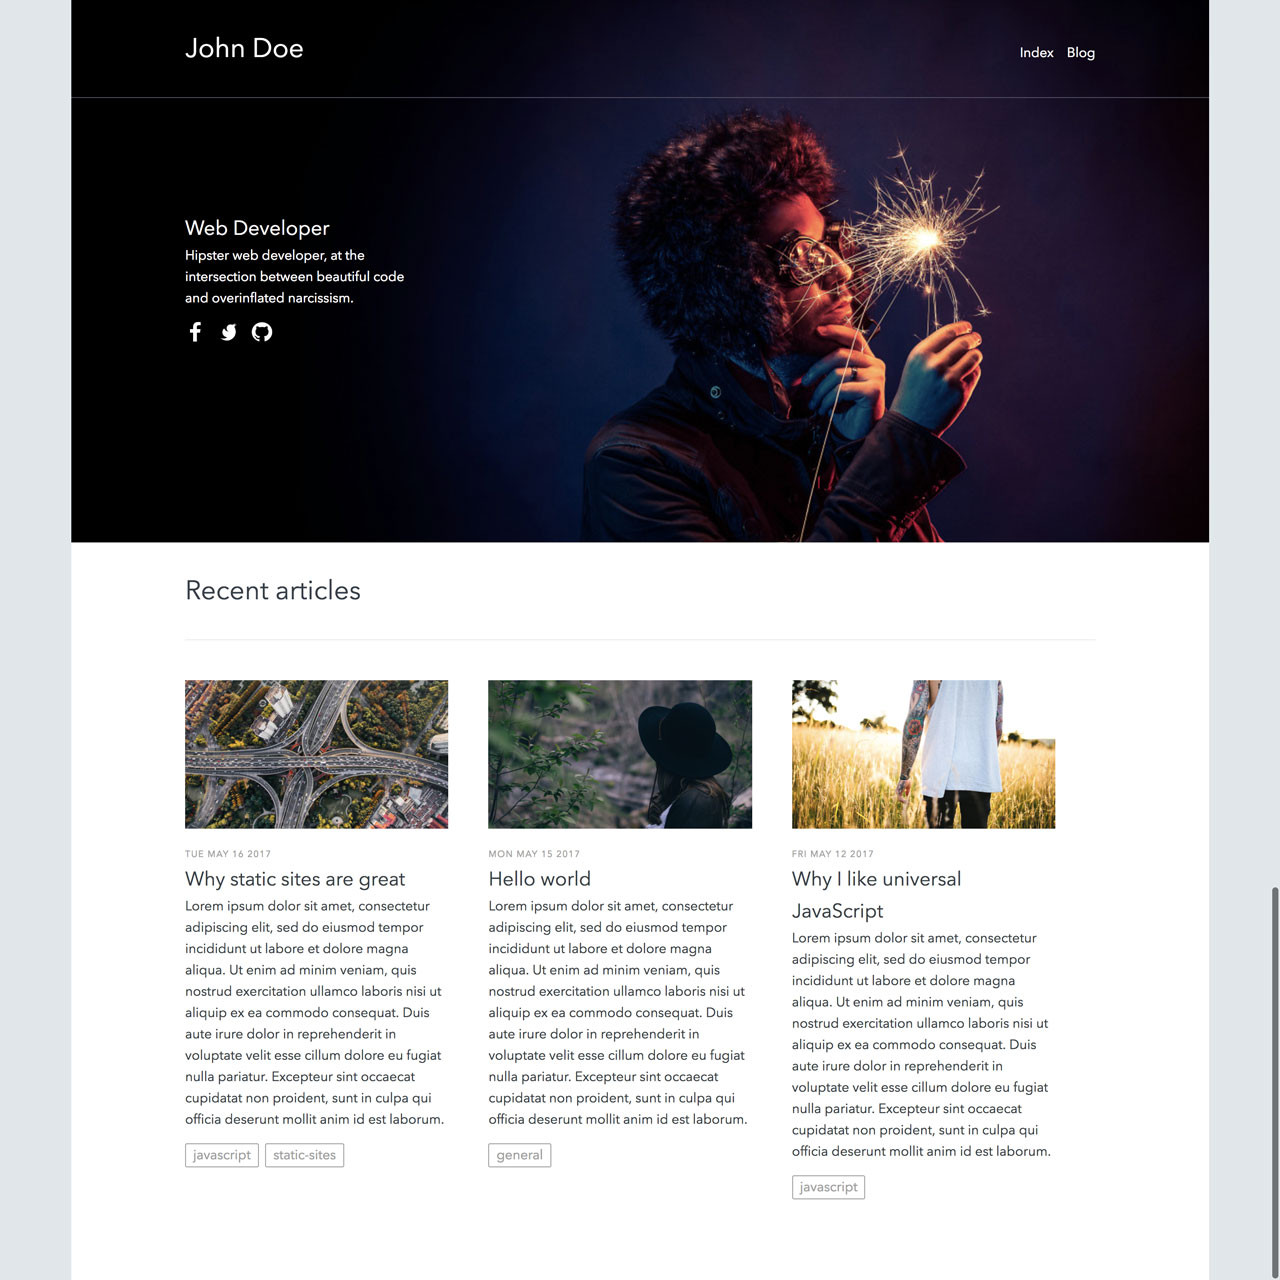 John Doe
Index Blog
Web Developer
Hipster web developer, at the
intersection between beautiful code
and overinflated narcissism.
Recent articles
TUE MAY 16 2017
Why static sites are great
Lorem ipsum dolor sit amet, consectetur
adipiscing elit, sed do eiusmod tempor
incididunt ut labore et dolore magna
aliqua. Ut enim ad minim veniam, quis
nostrud exercitation ullamco laboris nisi ut
aliquip ex ea commodo consequat. Duis
aute irure dolor in reprehenderit in
voluptate velit esse cillum dolore eu fugiat
nulla pariatur. Excepteur sint occaecat
cupidatat non proident, sunt in culpa qui
officia deserunt mollit anim id est laborum.
javascript static-sites
MON MAY 15 2017
Hello world
Lorem ipsum dolor sit amet, consectetur
adipiscing elit, sed do eiusmod tempor
incididunt ut labore et dolore magna
aliqua. Ut enim ad minim veniam, quis
nostrud exercitation ullamco laboris nisi ut
aliquip ex ea commodo consequat. Duis
aute irure dolor in reprehenderit in
voluptate velit esse cillum dolore eu fugiat
nulla pariatur. Excepteur sint occaecat
cupidatat non proident, sunt in culpa qui
officia deserunt mollit anim id est laborum.
general
FRI MAY 12 2017
Why I like universal
JavaScript
Lorem ipsum dolor sit amet, consectetur
adipiscing elit, sed do eiusmod tempor
incididunt ut labore et dolore magna
aliqua. Ut enim ad minim veniam, quis
nostrud exercitation ullamco laboris nisi ut
aliquip ex ea commodo consequat. Duis
aute irure dolor in reprehenderit in
voluptate velit esse cillum dolore eu fugiat
nulla pariatur. Excepteur sint occaecat
cupidatat non proident, sunt in culpa qui
officia deserunt mollit anim id est laborum.
javascript